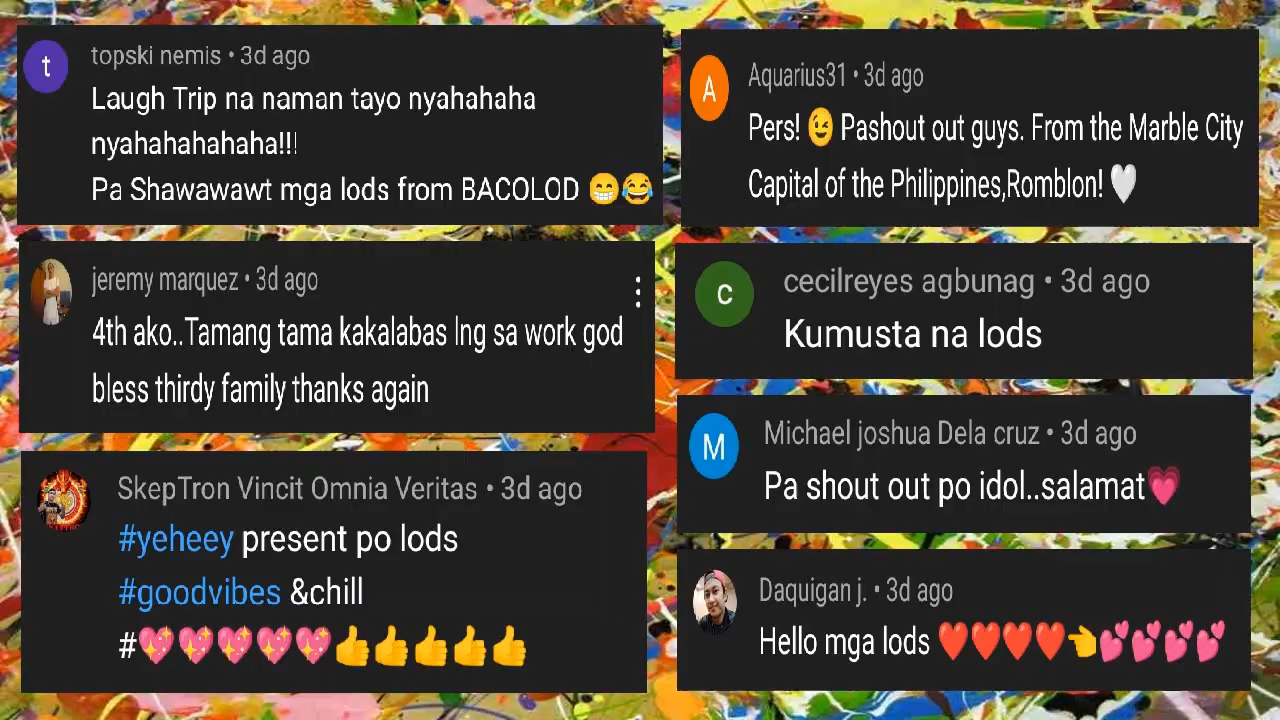 t
topski nemis • 3d ago
Laugh Trip na naman tayo nyahahaha
nyahahahahaha!!!
Pa Shawawawt mga lods from BACOLOD 😁😂
jeremy marquez • 3d ago
4th ako..Tamang tama kakalabas lng sa work god
bless thirdy family thanks again
SkepTron Vincit Omnia Veritas • 3d ago
#yeheey present po lods
#goodvibes &chill
#💖💖💖💖💖👍👍👍👍👍
A
Aquarius31 • 3d ago
Pers! 😉 Pashout out guys. From the Marble City
Capital of the Philippines,Romblon! 🤍
c
cecilreyes agbunag • 3d ago
Kumusta na lods
M
Michael joshua Dela cruz • 3d ago
Pa shout out po idol..salamat💗
Daquigan j. • 3d ago
Hello mga lods ❤️❤️❤️❤️👈💕💕💕💕